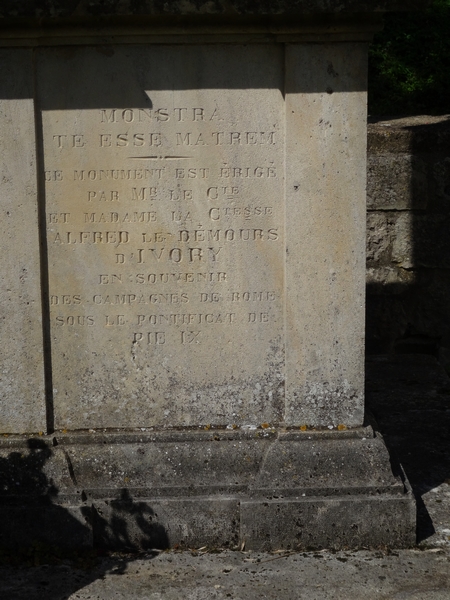 MONSTRA
TE ESSE MATREM
CE MONUMENT EST ÉRIGÉ
PAR MR LE CTE
ET MADAME LA CTESSE
ALFRED LE DÉMOURS
D'IVORY
EN SOUVENIR
DES CAMPAGNES DE ROME
SOUS LE PONTIFICAT DE
PIE IX